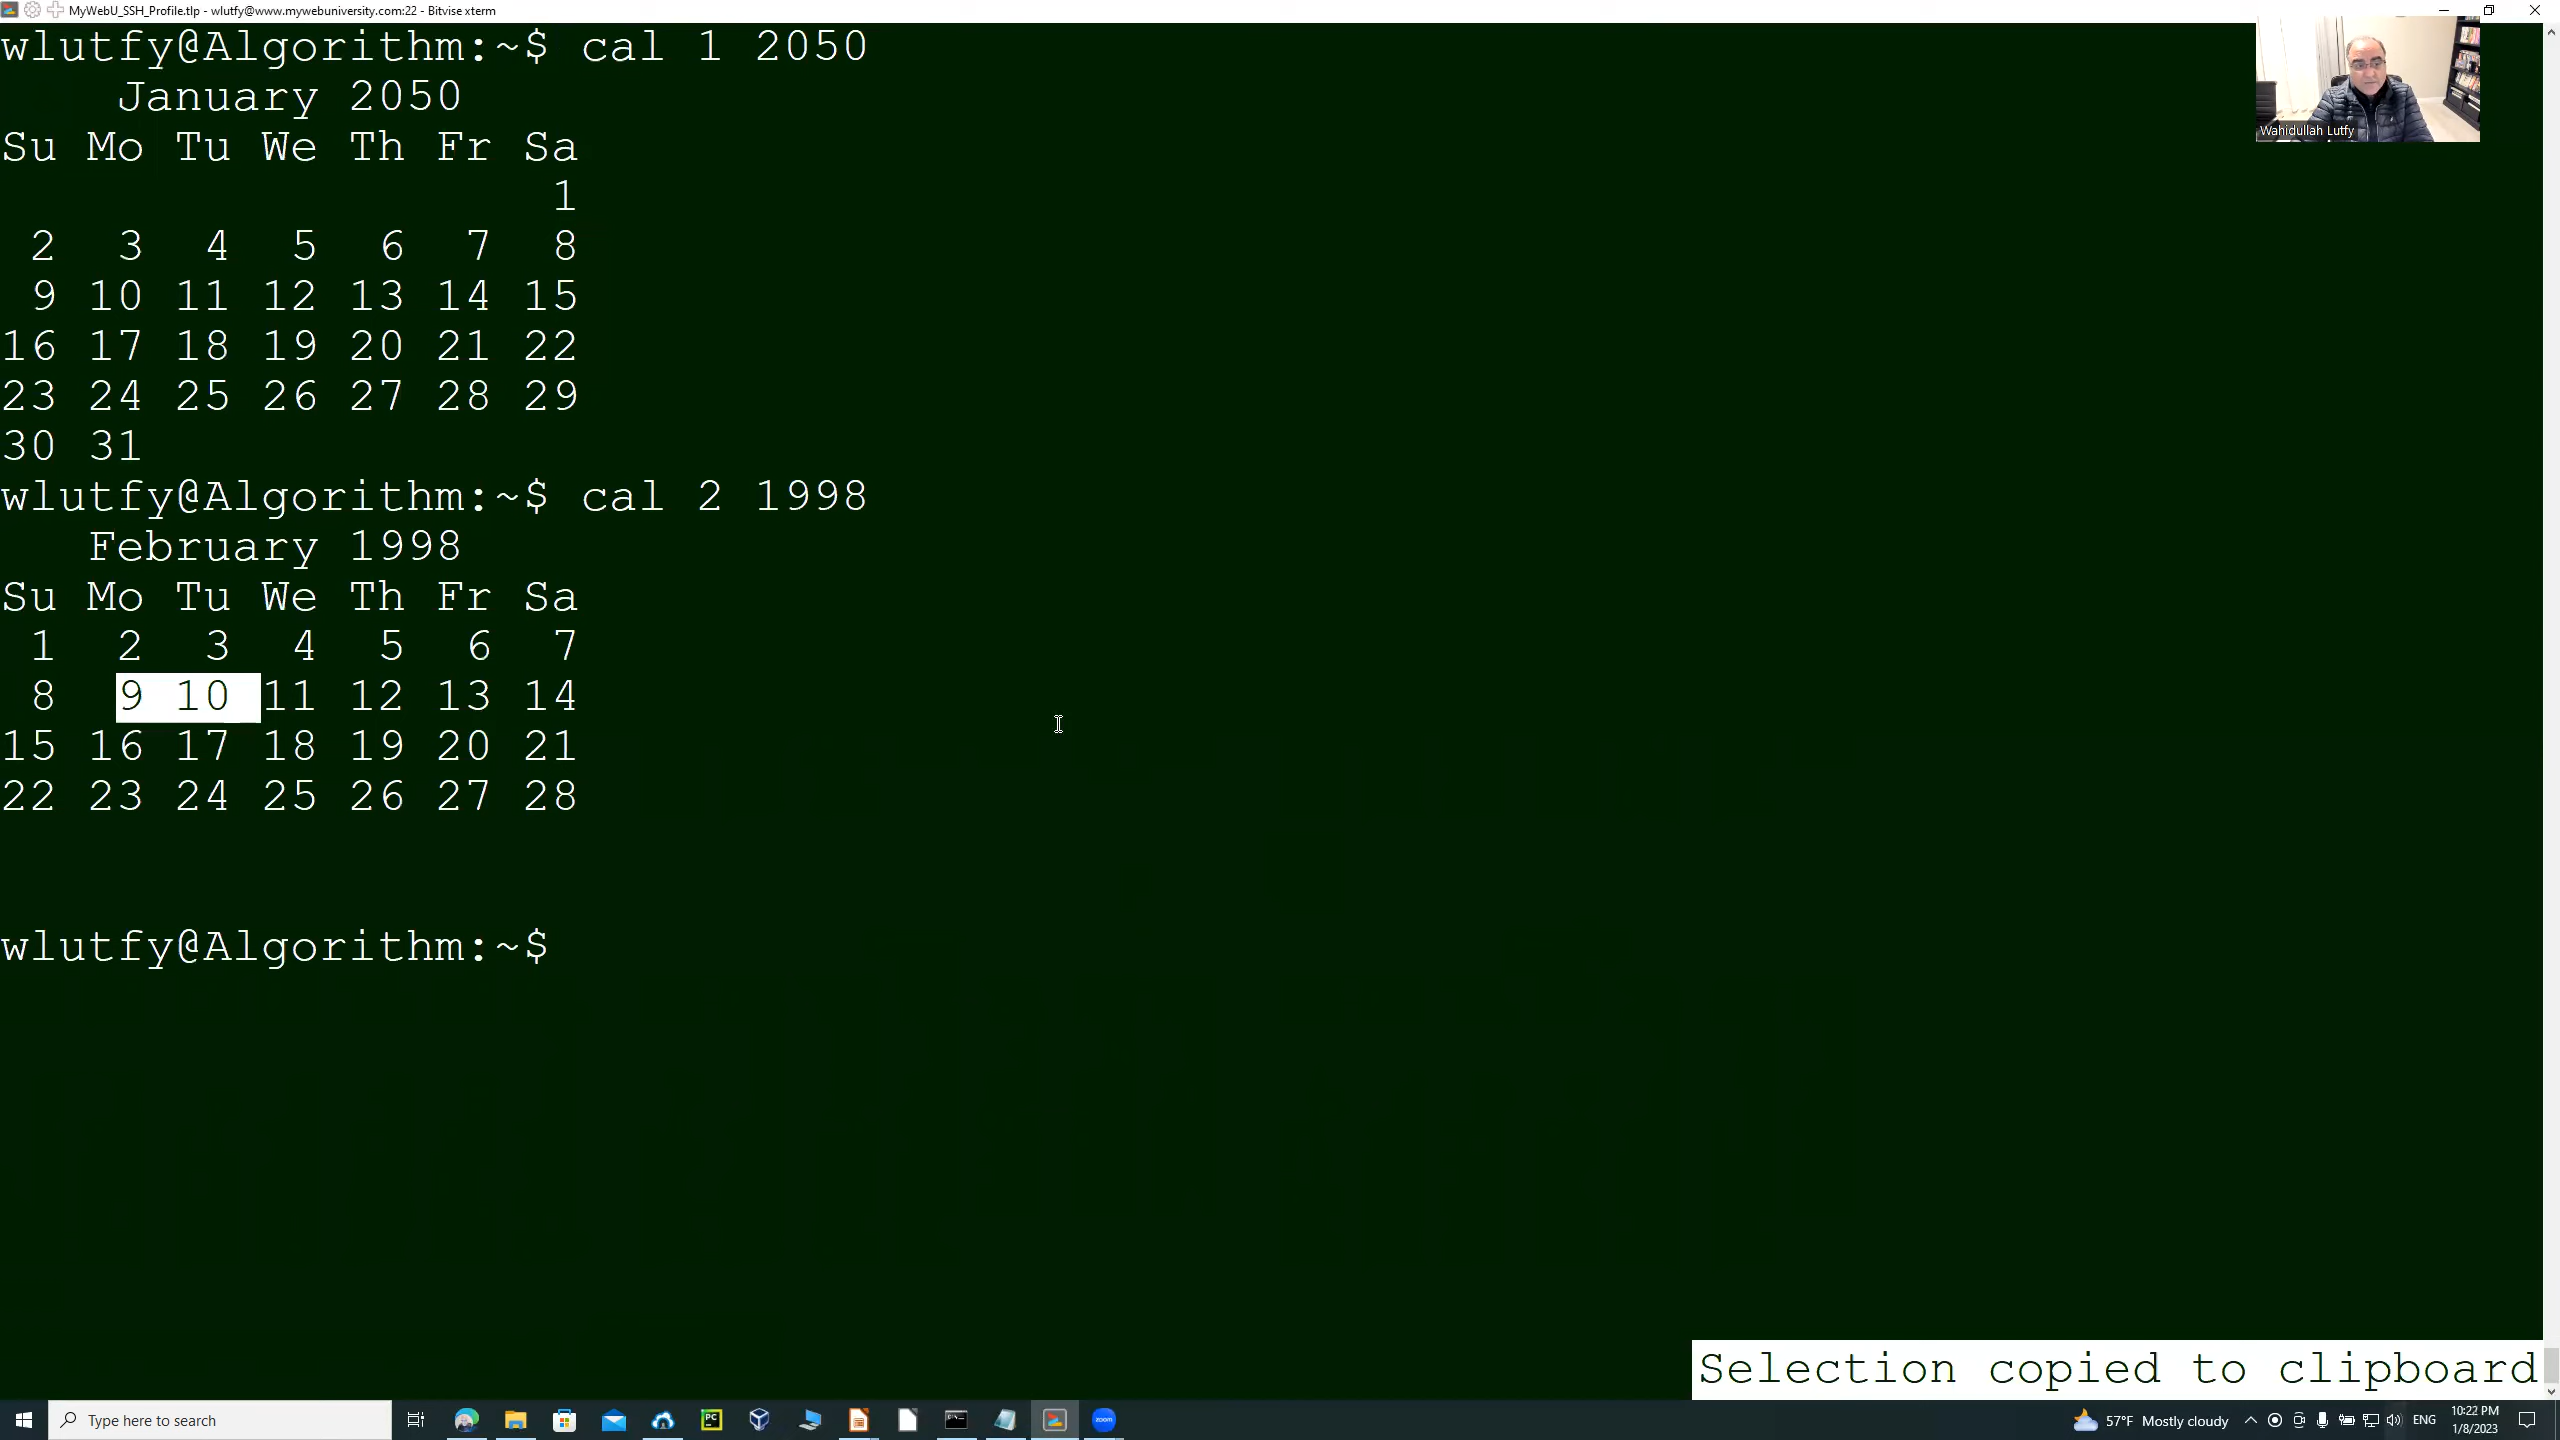 MyWebU_SSH_Profile.tlp - wlutfy@www.mywebuniversity.com:22 - Bitvise xterm
wlutfy@Algorithm:~$ cal 1 2050
January 2050
Su Mo Tu We Th Fr Sa
1
2 3 4 5 6 7 8
9 10 11 12 13 14 15
16 17 18 19 20 21 22
23 24 25 26 27 28 29
30 31
wlutfy@Algorithm:~$ cal 2 1998
February 1998
Su Mo Tu We Th Fr Sa
1 2 3 4 5 6 7
8 9 10 11 12 13 14
15 16 17 18 19 20 21
22 23 24 25 26 27 28
wlutfy@Algorithm:~$
Wahidullah Lutfy
Selection copied to clipboard
Type here to search
PC
zoom
57°F Mostly cloudy
ENG
10:22 PM
1/8/2023